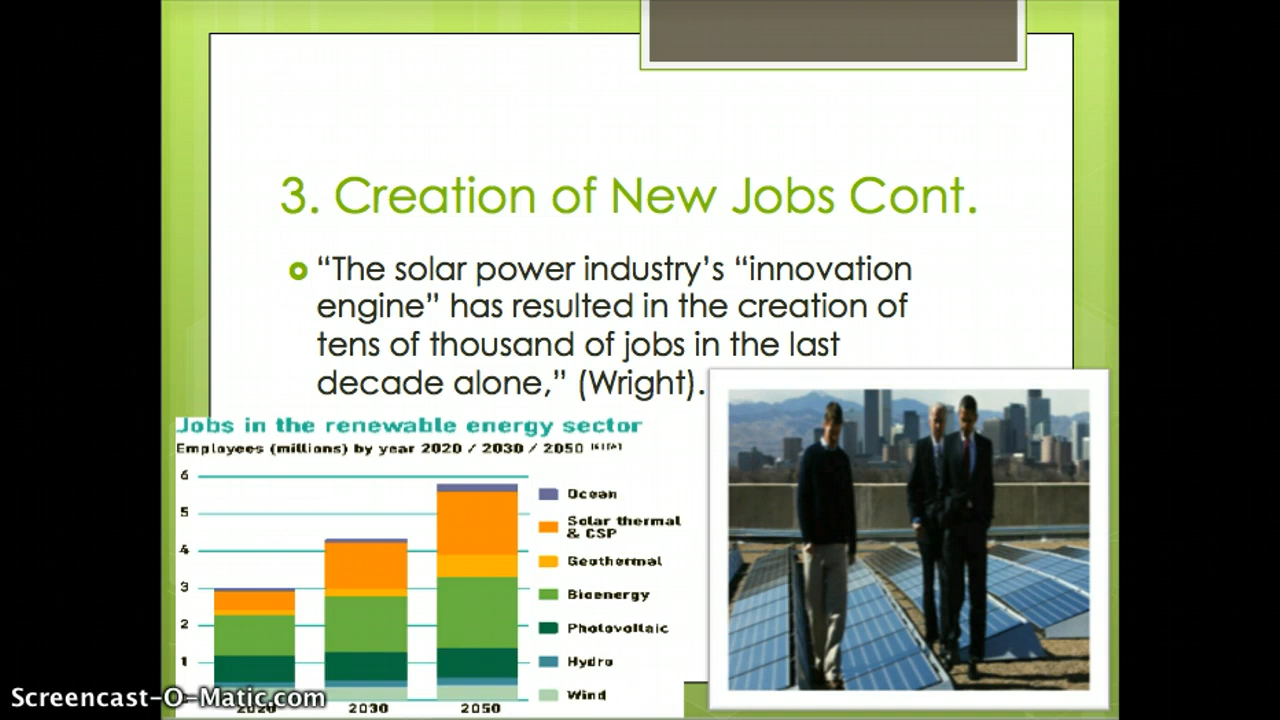 3. Creation of New Jobs Cont.
“The solar power industry’s “innovation
engine” has resulted in the creation of
tens of thousand of jobs in the last
decade alone,” (Wright).
Jobs in the renewable energy sector
Employees (millions) by year 2020 / 2030 / 2050
6
5
4
3
2
1
2020
2030
2050
Ocean
Solar thermal
& CSP
Geothermal
Bioenergy
Photovoltaic
Hydro
Wind
Screencast-O-Matic.com